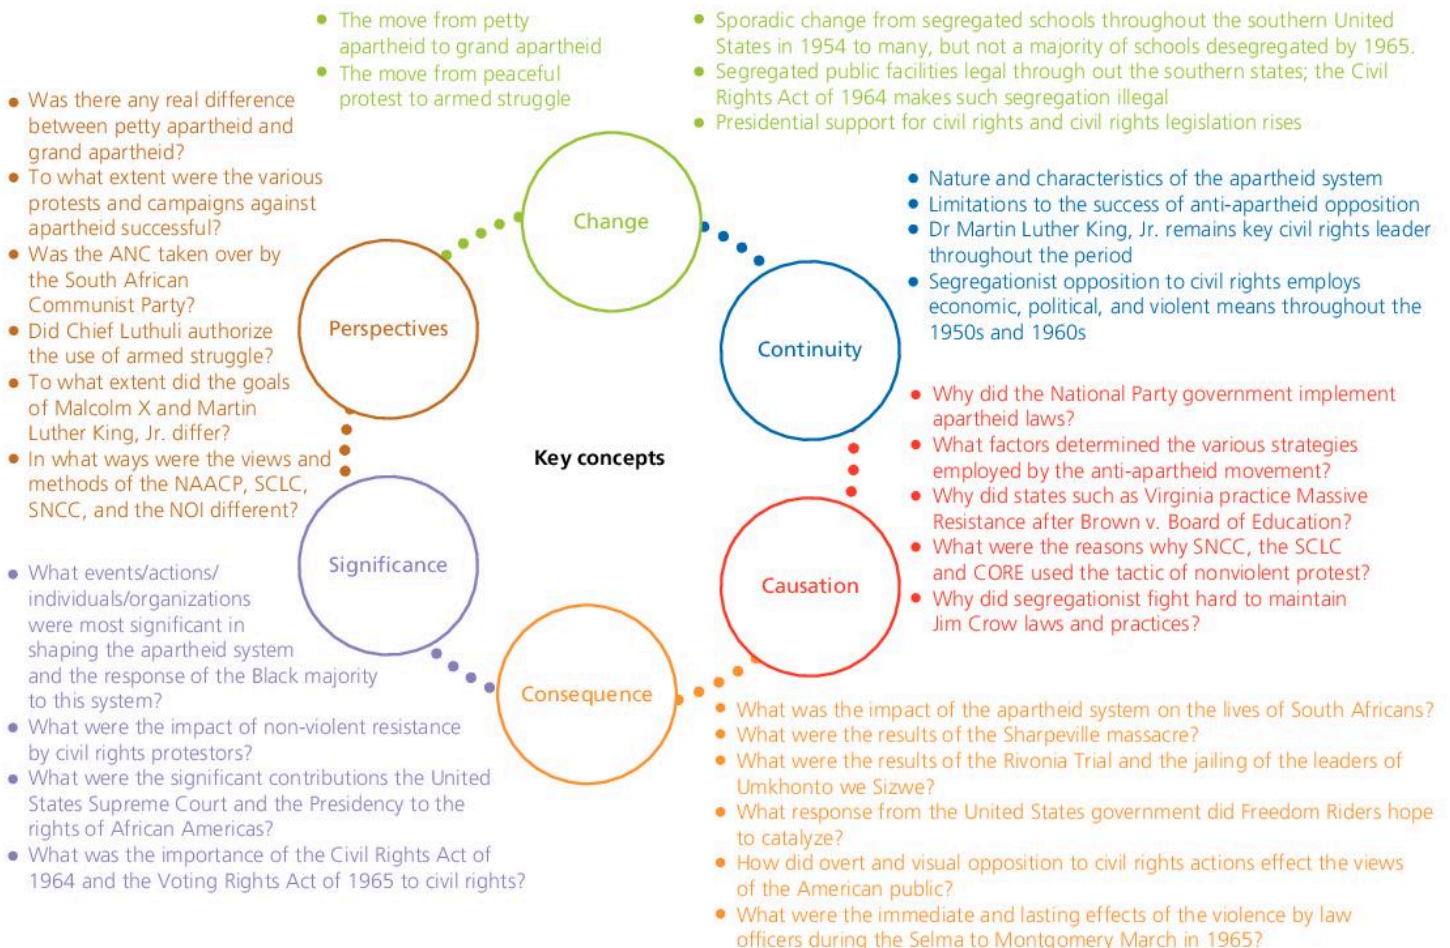 • The move from petty
apartheid to grand apartheid
• The move from peaceful
protest to armed struggle
• Sporadic change from segregated schools throughout the southern United
States in 1954 to many, but not a majority of schools desegregated by 1965.
• Segregated public facilities legal through out the southern states; the Civil
Rights Act of 1964 makes such segregation illegal
• Presidential support for civil rights and civil rights legislation rises
Change
• Nature and characteristics of the apartheid system
• Limitations to the success of anti-apartheid opposition
• Dr Martin Luther King, Jr. remains key civil rights leader
throughout the period
• Segregationist opposition to civil rights employs
economic, political, and violent means throughout the
1950s and 1960s
Continuity
• Why did the National Party government implement
apartheid laws?
• What factors determined the various strategies
employed by the anti-apartheid movement?
• Why did states such as Virginia practice Massive
Resistance after Brown v. Board of Education?
• What were the reasons why SNCC, the SCLC
and CORE used the tactic of nonviolent protest?
• Why did segregationist fight hard to maintain
Jim Crow laws and practices?
Causation
• What was the impact of the apartheid system on the lives of South Africans?
• What were the results of the Sharpeville massacre?
• What were the results of the Rivonia Trial and the jailing of the leaders of
Umkhonto we Sizwe?
• What response from the United States government did Freedom Riders hope
to catalyze?
• How did overt and visual opposition to civil rights actions effect the views
of the American public?
• What were the immediate and lasting effects of the violence by law
officers during the Selma to Montgomery March in 1965?
Consequence
• What events/actions/
individuals/organizations
were most significant in
shaping the apartheid system
and the response of the Black majority
to this system?
• What were the impact of non-violent resistance
by civil rights protestors?
• What were the significant contributions the United
States Supreme Court and the Presidency to the
rights of African Americas?
• What was the importance of the Civil Rights Act of
1964 and the Voting Rights Act of 1965 to civil rights?
Significance
• Was there any real difference
between petty apartheid and
grand apartheid?
• To what extent were the various
protests and campaigns against
apartheid successful?
• Was the ANC taken over by
the South African
Communist Party?
• Did Chief Luthuli authorize
the use of armed struggle?
• To what extent did the goals
of Malcolm X and Martin
Luther King, Jr. differ?
• In what ways were the views and
methods of the NAACP, SCLC,
SNCC, and the NOI different?
Perspectives
Key concepts